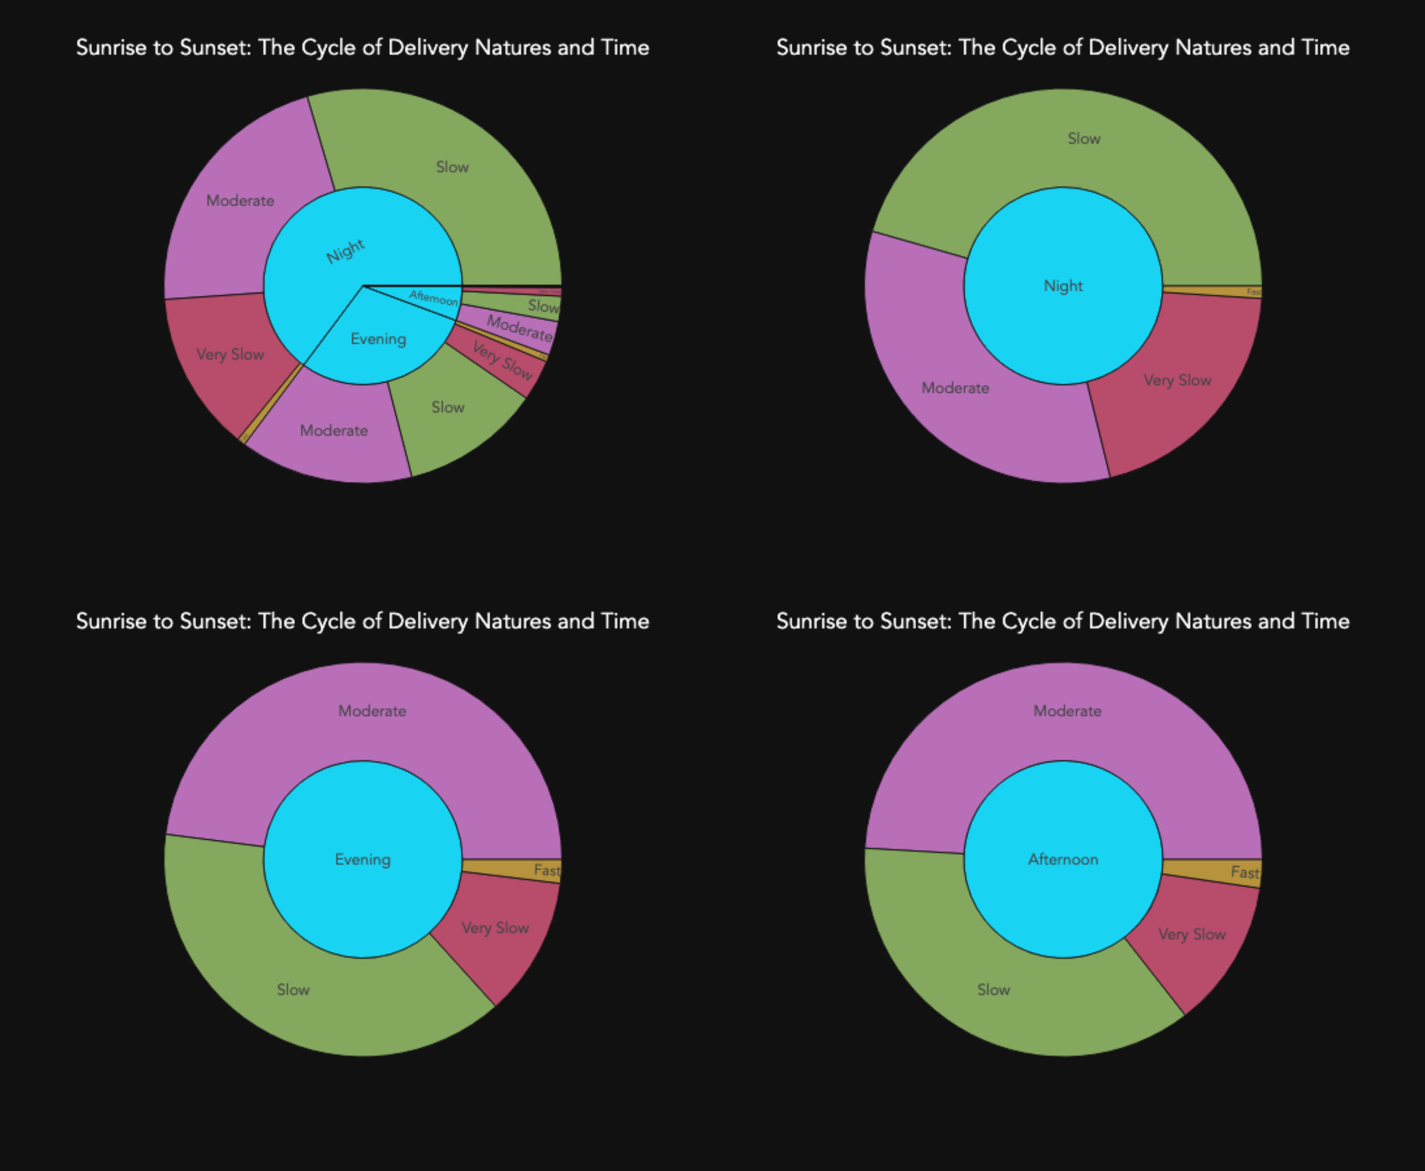 Sunrise to Sunset: The Cycle of Delivery Natures and Time
Slow
Moderate
Night
Afternoon
Slow
Moderate
Evening
Very Slow
Very Slow
Slow
Moderate
Sunrise to Sunset: The Cycle of Delivery Natures and Time
Slow
Night
Fast
Very Slow
Moderate
Sunrise to Sunset: The Cycle of Delivery Natures and Time
Moderate
Evening
Fast
Very Slow
Slow
Sunrise to Sunset: The Cycle of Delivery Natures and Time
Moderate
Afternoon
Fast
Very Slow
Slow